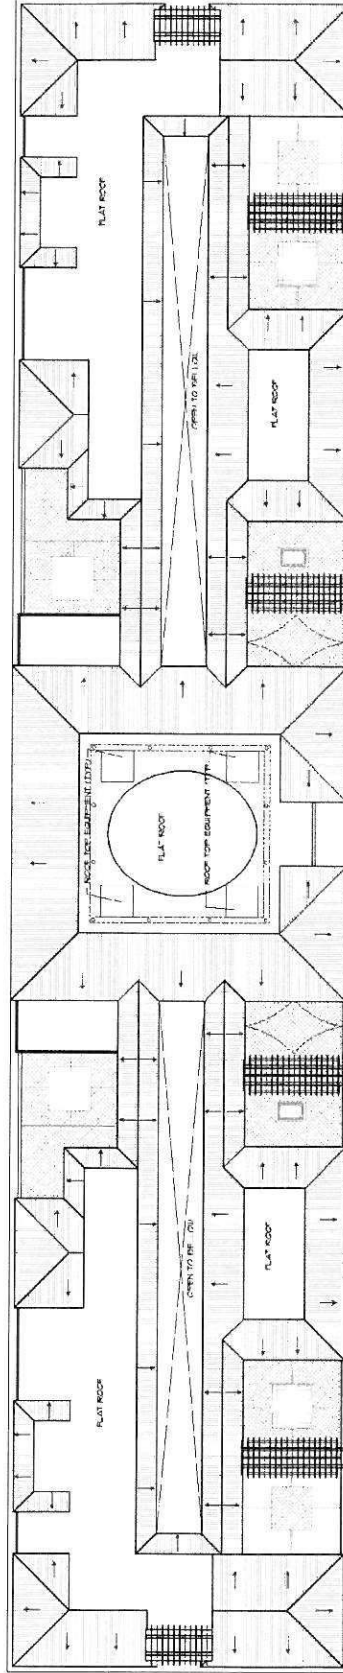 FLAT ROOF
OPEN TO BELOW
FLAT ROOF
ROOF TOP EQUIPMENT (TYP.)
FLAT ROOF
ROOF TOP EQUIPMENT (TYP.)
OPEN TO BELOW
FLAT ROOF
FLAT ROOF